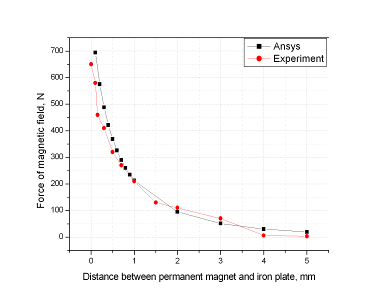 Ansys
Experiment
700
600
500
400
300
200
100
0
Force of magnetic field, N
0 1 2 3 4 5
Distance between permanent magnet and iron plate, mm